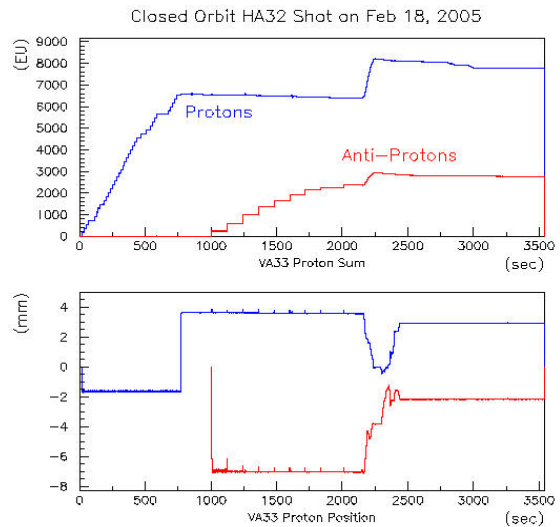 Closed Orbit HA32 Shot on Feb 18, 2005
(EU)
9000
8000
7000
6000
5000
4000
3000
2000
1000
0
Protons
Anti-Protons
0 500 1000 1500 2000 2500 3000 3500
VA33 Proton Sum (sec)
(mm)
4
2
0
-2
-4
-6
-8
0 500 1000 1500 2000 2500 3000 3500
VA33 Proton Position (sec)